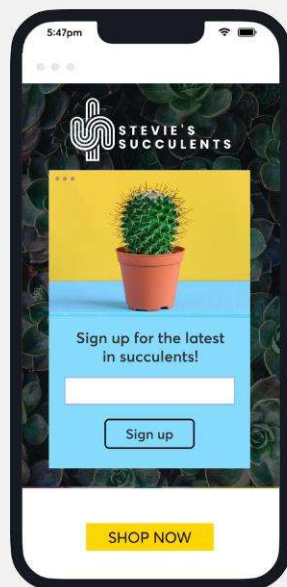 5:47pm
STEVIE'S
SUCCULENTS
Sign up for the latest
in succulents!
Sign up
SHOP NOW